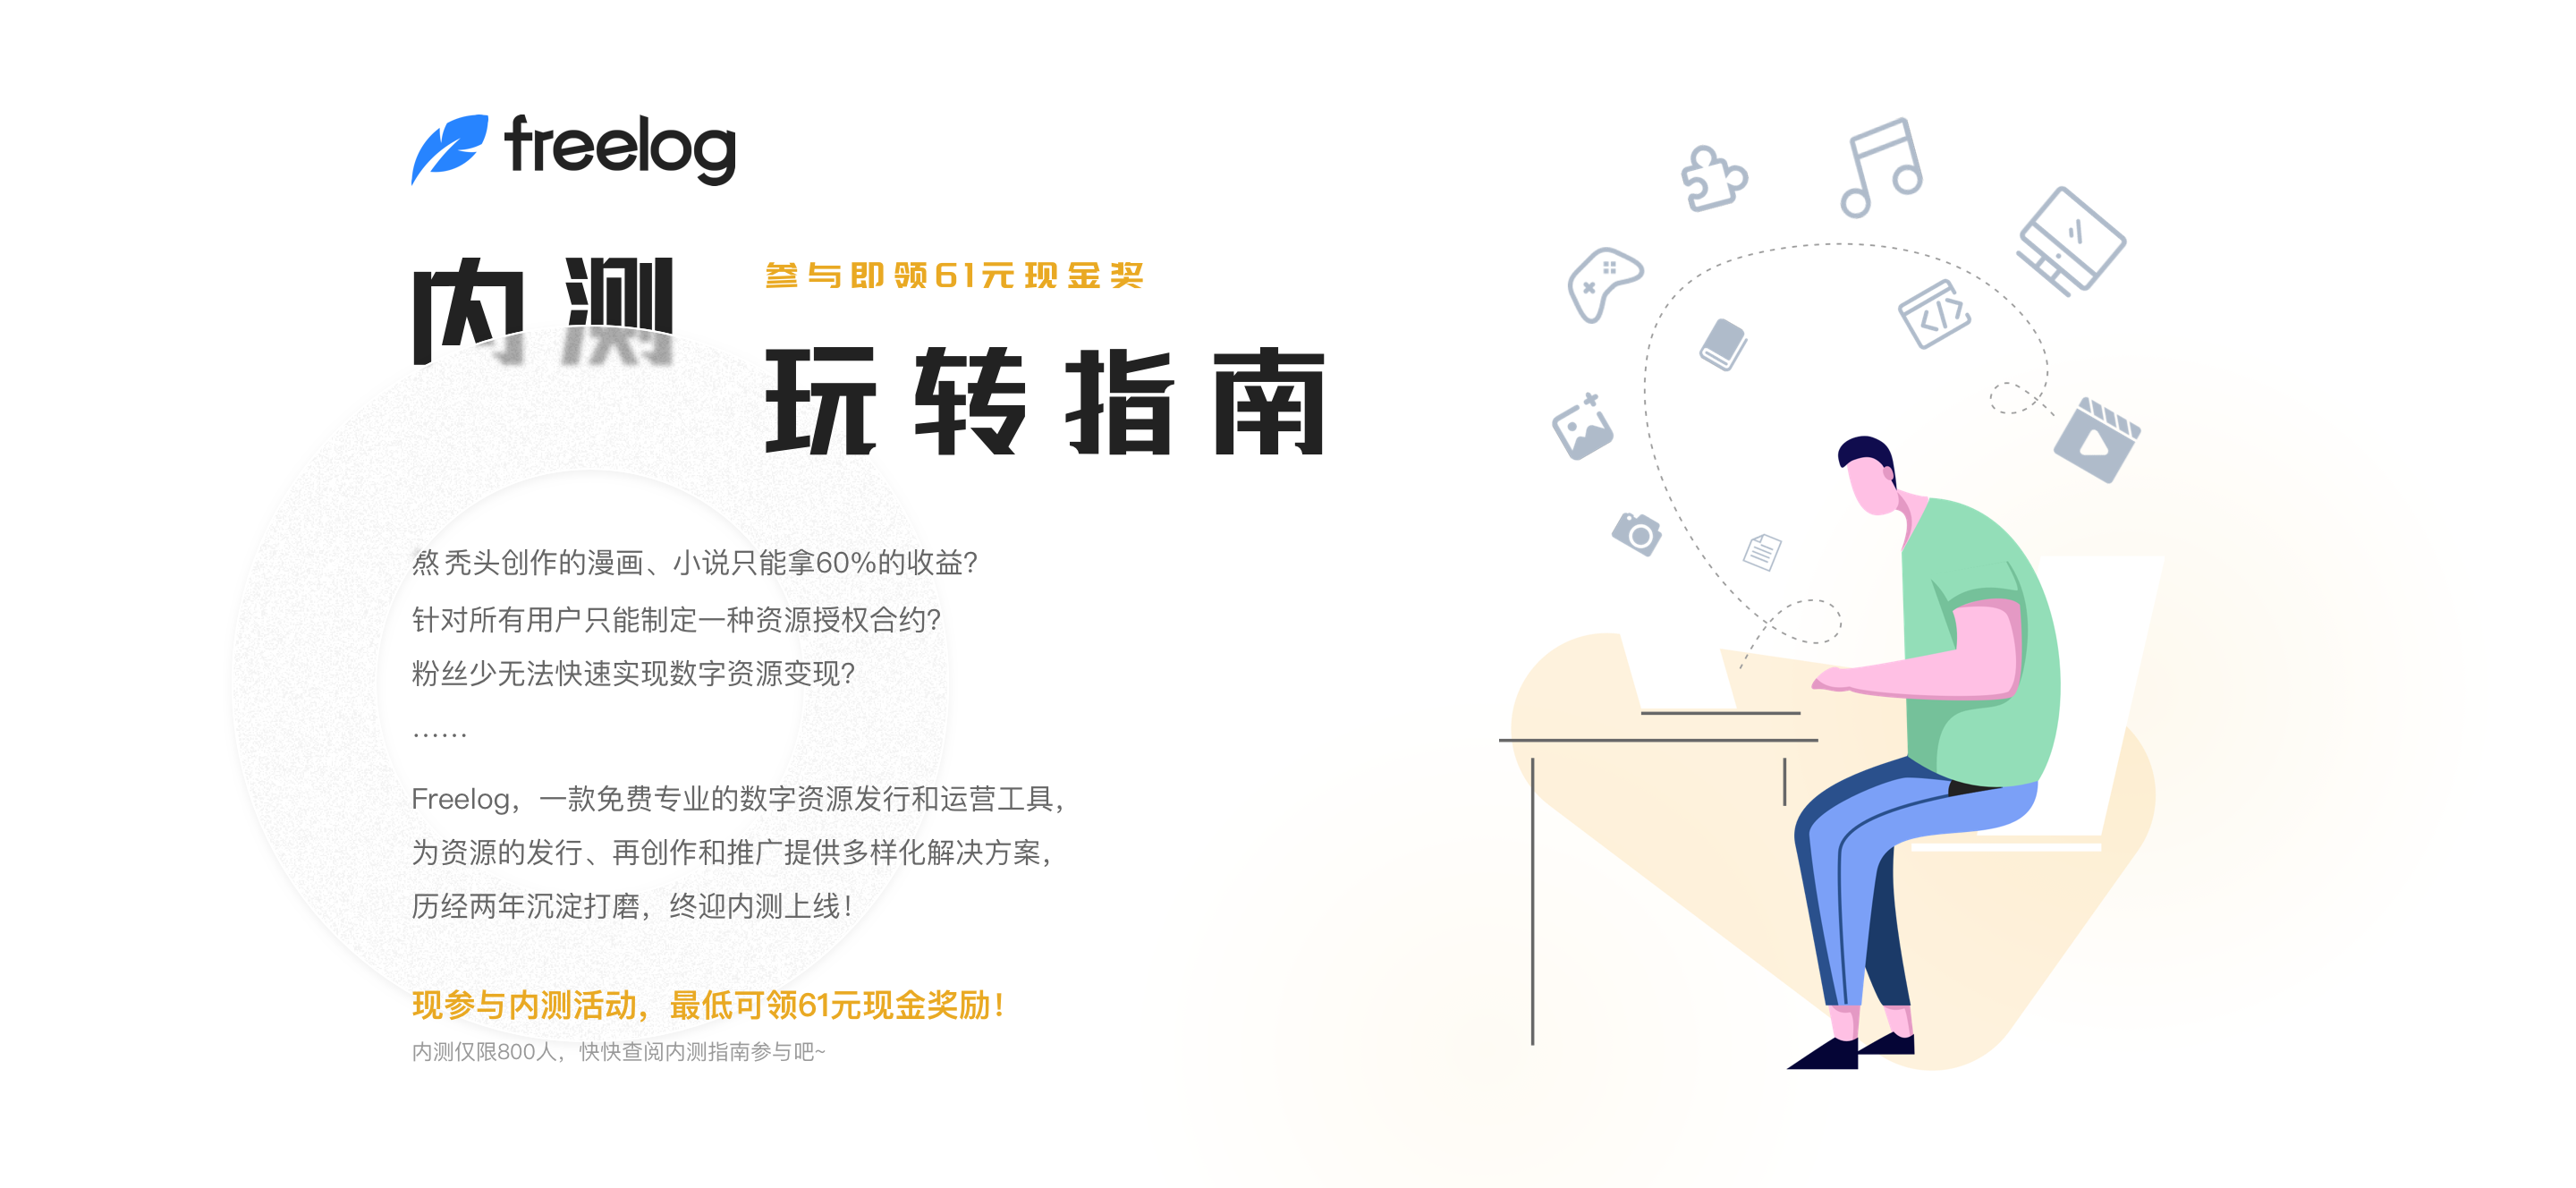 freelog
内测
参与即领61元现金奖
玩转指南
熬秃头创作的漫画、小说只能拿60%的收益?
针对所有用户只能制定一种资源授权合约?
粉丝少无法快速实现数字资源变现?
……
Freelog，一款免费专业的数字资源发行和运营工具，
为资源的发行、再创作和推广提供多样化解决方案，
历经两年沉淀打磨，终迎内测上线！
现参与内测活动，最低可领61元现金奖励！
内测仅限800人，快快查阅内测指南参与吧~